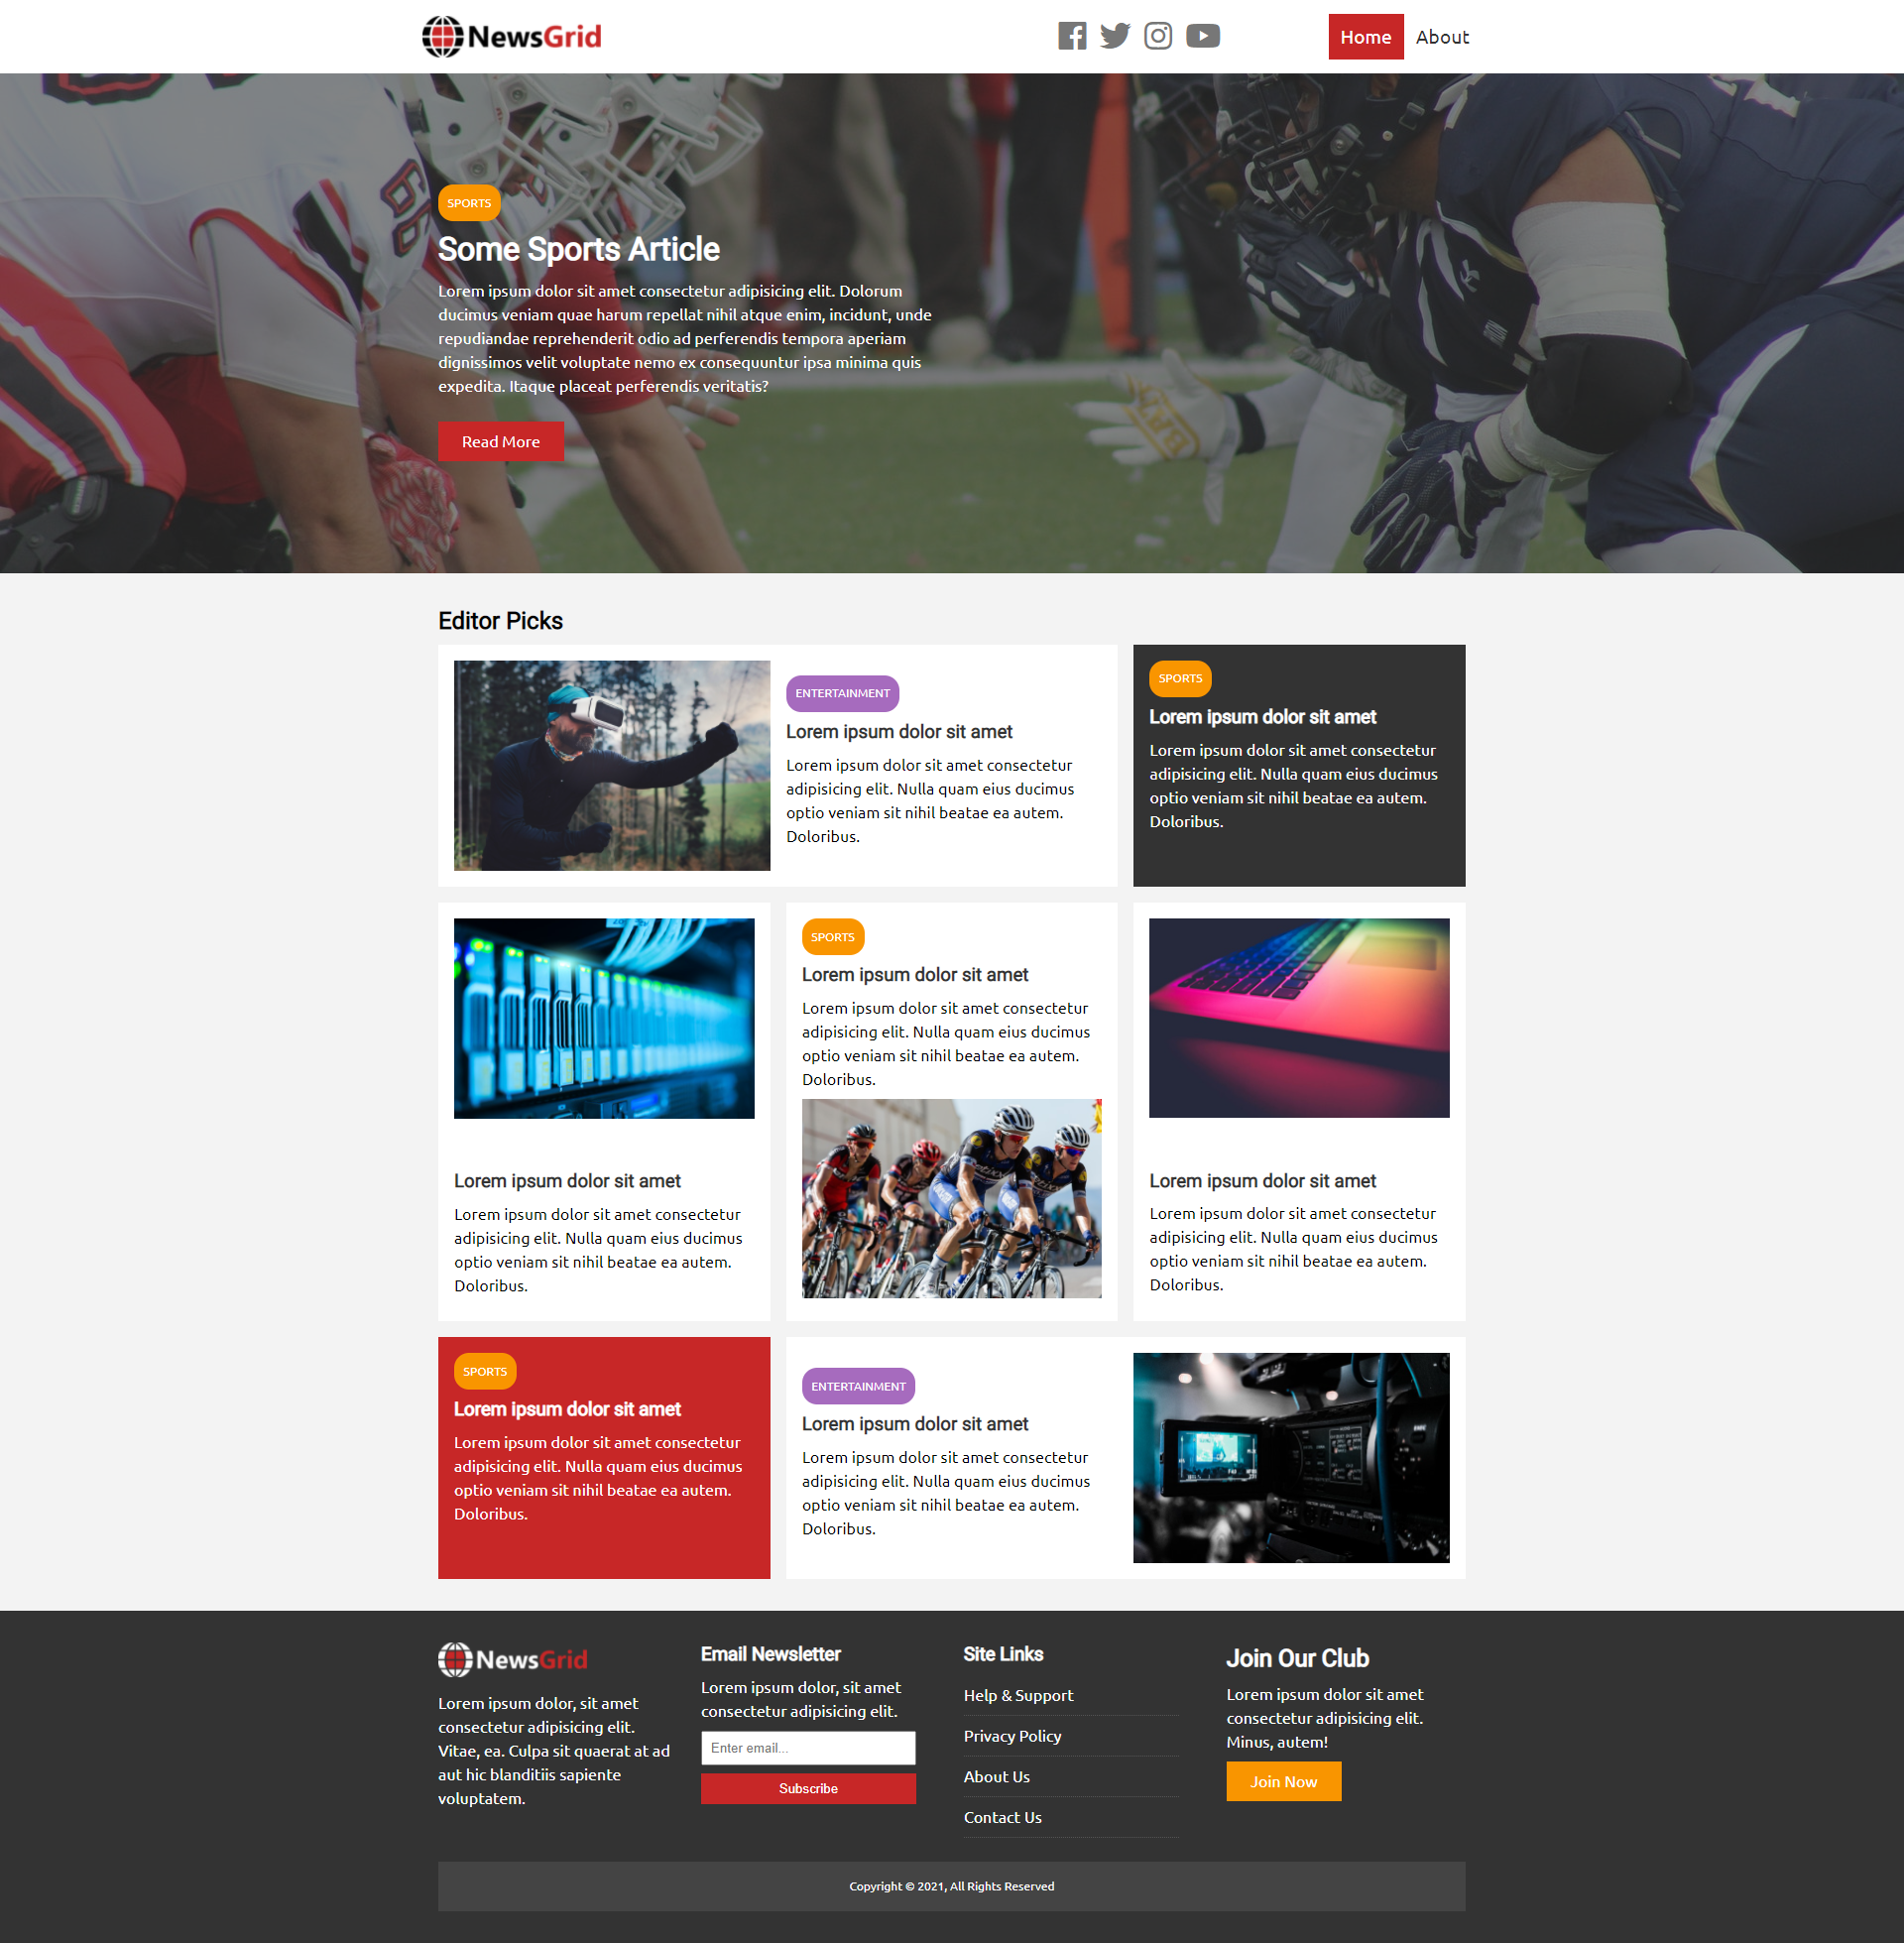 NewsGrid
Home
About
SPORTS
Some Sports Article
Lorem ipsum dolor sit amet consectetur adipisicing elit. Dolorum
ducimus veniam quae harum repellat nihil atque enim, incidunt, unde
repudiandae reprehenderit odio ad perferendis tempora aperiam
dignissimos velit voluptate nemo ex consequuntur ipsa minima quis
expedita. Itaque placeat perferendis veritatis?
Read More
Editor Picks
ENTERTAINMENT
Lorem ipsum dolor sit amet
Lorem ipsum dolor sit amet consectetur
adipisicing elit. Nulla quam eius ducimus
optio veniam sit nihil beatae ea autem.
Doloribus.
SPORTS
Lorem ipsum dolor sit amet
Lorem ipsum dolor sit amet consectetur
adipisicing elit. Nulla quam eius ducimus
optio veniam sit nihil beatae ea autem.
Doloribus.
Lorem ipsum dolor sit amet
Lorem ipsum dolor sit amet consectetur
adipisicing elit. Nulla quam eius ducimus
optio veniam sit nihil beatae ea autem.
Doloribus.
SPORTS
Lorem ipsum dolor sit amet
Lorem ipsum dolor sit amet consectetur
adipisicing elit. Nulla quam eius ducimus
optio veniam sit nihil beatae ea autem.
Doloribus.
Lorem ipsum dolor sit amet
Lorem ipsum dolor sit amet consectetur
adipisicing elit. Nulla quam eius ducimus
optio veniam sit nihil beatae ea autem.
Doloribus.
SPORTS
Lorem ipsum dolor sit amet
Lorem ipsum dolor sit amet consectetur
adipisicing elit. Nulla quam eius ducimus
optio veniam sit nihil beatae ea autem.
Doloribus.
ENTERTAINMENT
Lorem ipsum dolor sit amet
Lorem ipsum dolor sit amet consectetur
adipisicing elit. Nulla quam eius ducimus
optio veniam sit nihil beatae ea autem.
Doloribus.
NewsGrid
Lorem ipsum dolor, sit amet
consectetur adipisicing elit.
Vitae, ea. Culpa sit quaerat at ad
aut hic blanditiis sapiente
voluptatem.
Email Newsletter
Lorem ipsum dolor, sit amet
consectetur adipisicing elit.
Enter email...
Subscribe
Site Links
Help & Support
Privacy Policy
About Us
Contact Us
Join Our Club
Lorem ipsum dolor sit amet
consectetur adipisicing elit.
Minus, autem!
Join Now
Copyright © 2021, All Rights Reserved